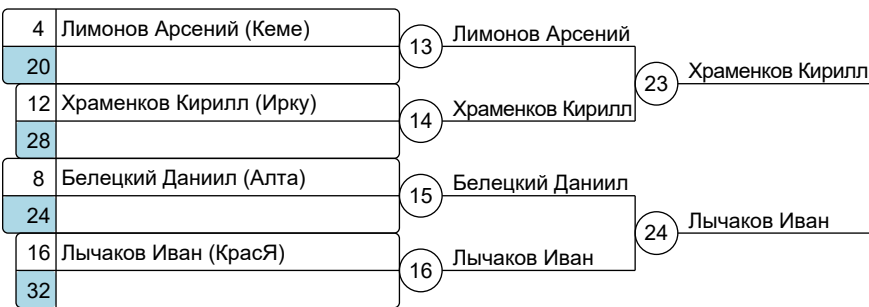 4 Лимонов Арсений (Кеме)
20
13 Лимонов Арсений
12 Храменков Кирилл (Ирку)
28
14 Храменков Кирилл
23 Храменков Кирилл
8 Белецкий Даниил (Алта)
24
15 Белецкий Даниил
16 Лычаков Иван (КрасЯ)
32
16 Лычаков Иван
24 Лычаков Иван